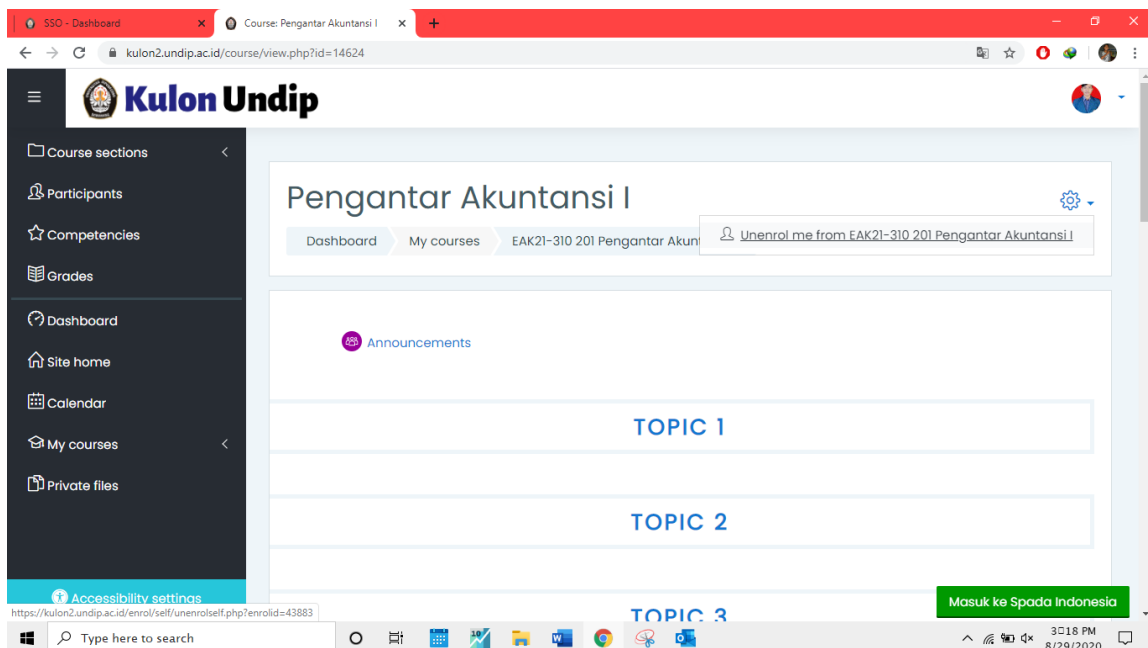 SSO - Dashboard
Course: Pengantar Akuntansi I
kulon2.undip.ac.id/course/view.php?id=14624
Kulon Undip
Course sections
Participants
Competencies
Grades
Dashboard
Site home
Calendar
My courses
Private files
Accessibility settings
Pengantar Akuntansi I
Dashboard
My courses
EAK21-310 201 Pengantar Akun
Unenrol me from EAK21-310 201 Pengantar Akuntansi I
Announcements
TOPIC 1
TOPIC 2
TOPIC 3
Masuk ke Spada Indonesia
https://kulon2.undip.ac.id/enrol/self/unenrolself.php?enrolid=43883
Type here to search
3□18 PM
8/29/2020